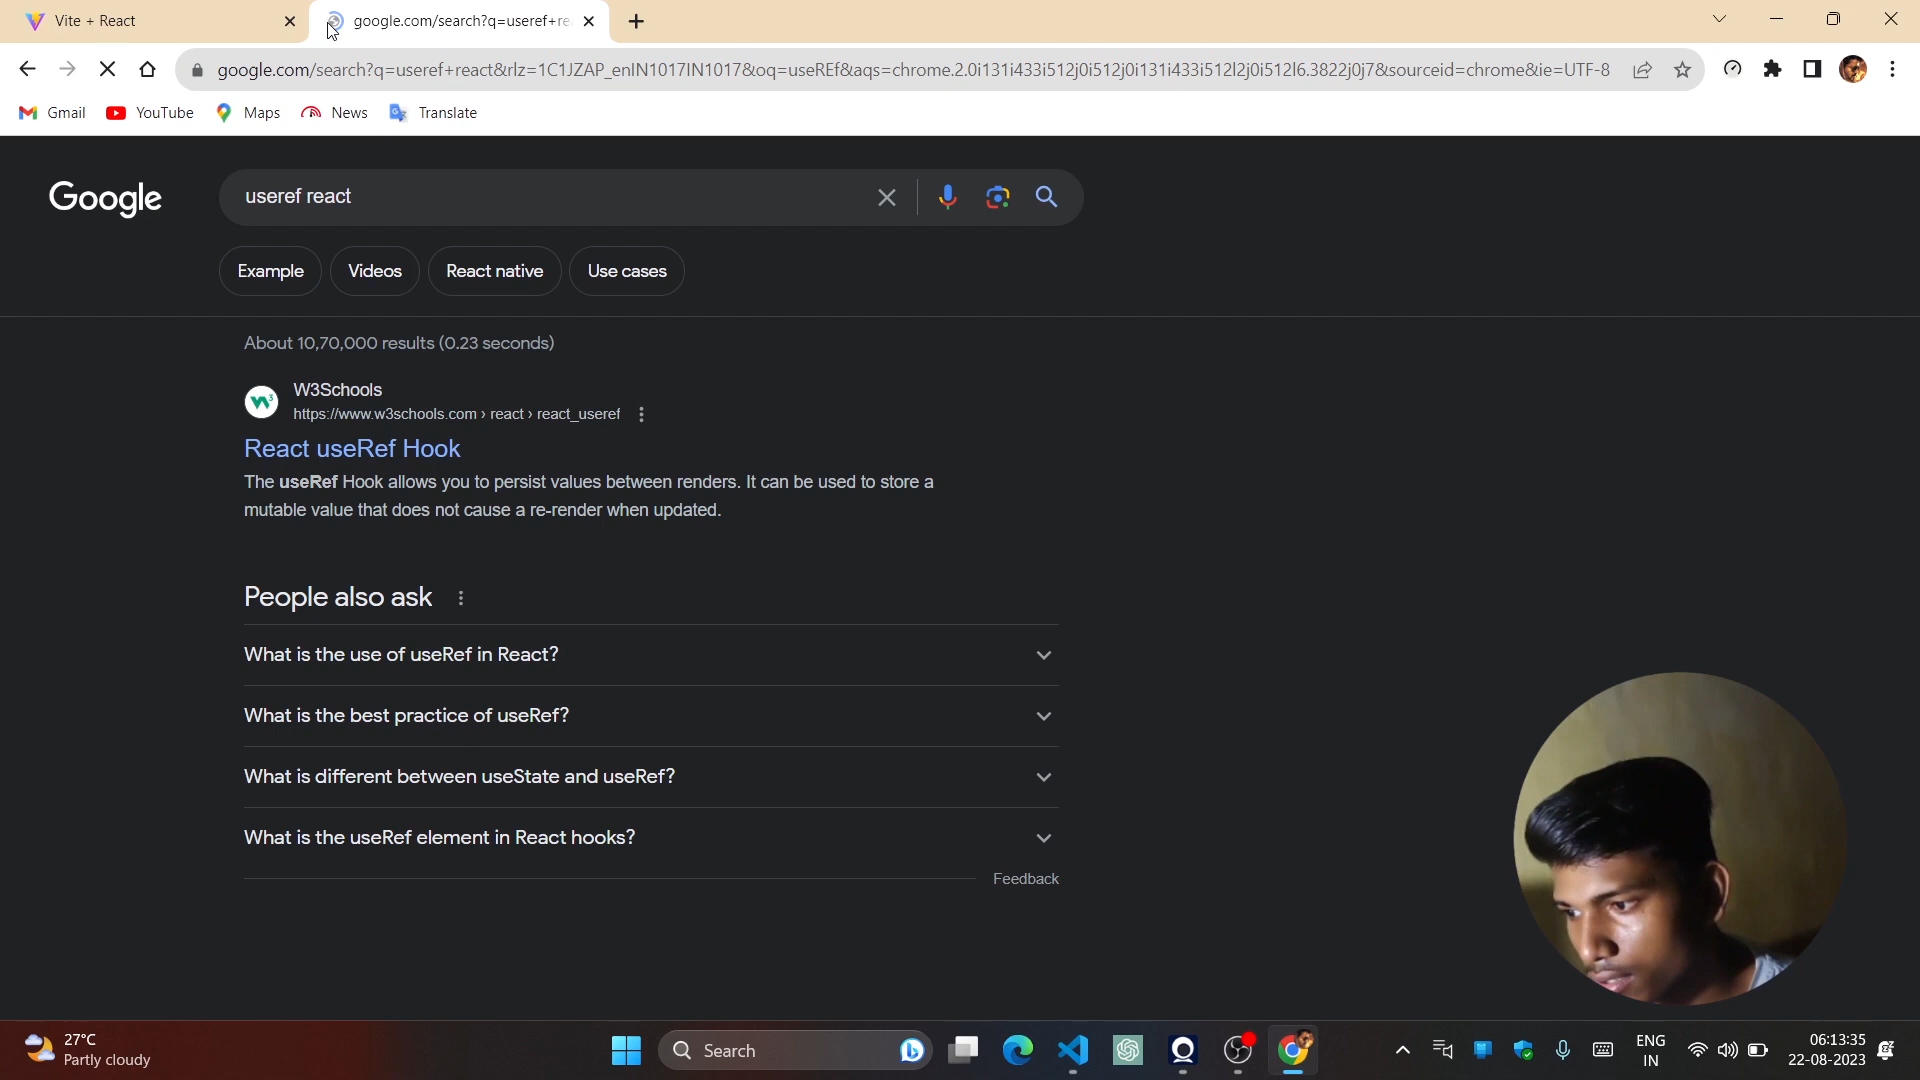 Vite + React
google.com/search?q=useref+re
google.com/search?q=useref+react&rlz=1C1JZAP_enIN1017IN1017&oq=useREf&aqs=chrome.2.0i131i433i512j0i512j0i131i433i512l2j0i512l6.3822j0j7&sourceid=chrome&ie=UTF-8
Gmail YouTube Maps News Translate
Google useref react
Example Videos React native Use cases
About 10,70,000 results (0.23 seconds)
W3Schools
https://www.w3schools.com › react › react_useref
React useRef Hook
The useRef Hook allows you to persist values between renders. It can be used to store a
mutable value that does not cause a re-render when updated.
People also ask
What is the use of useRef in React?
What is the best practice of useRef?
What is different between useState and useRef?
What is the useRef element in React hooks?
Feedback
27°C
Partly cloudy
Search
ENG
IN
06:13:35
22-08-2023